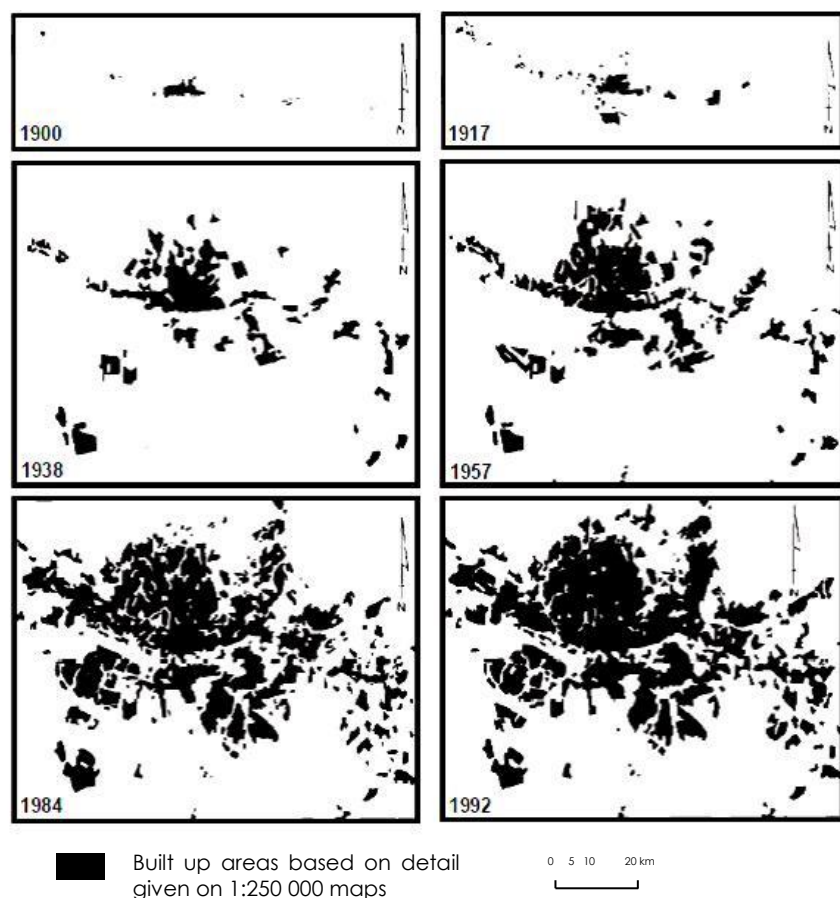 1900
N
1917
N
1938
N
1957
N
1984
N
1992
N
Built up areas based on detail
given on 1:250 000 maps
0 5 10 20 km